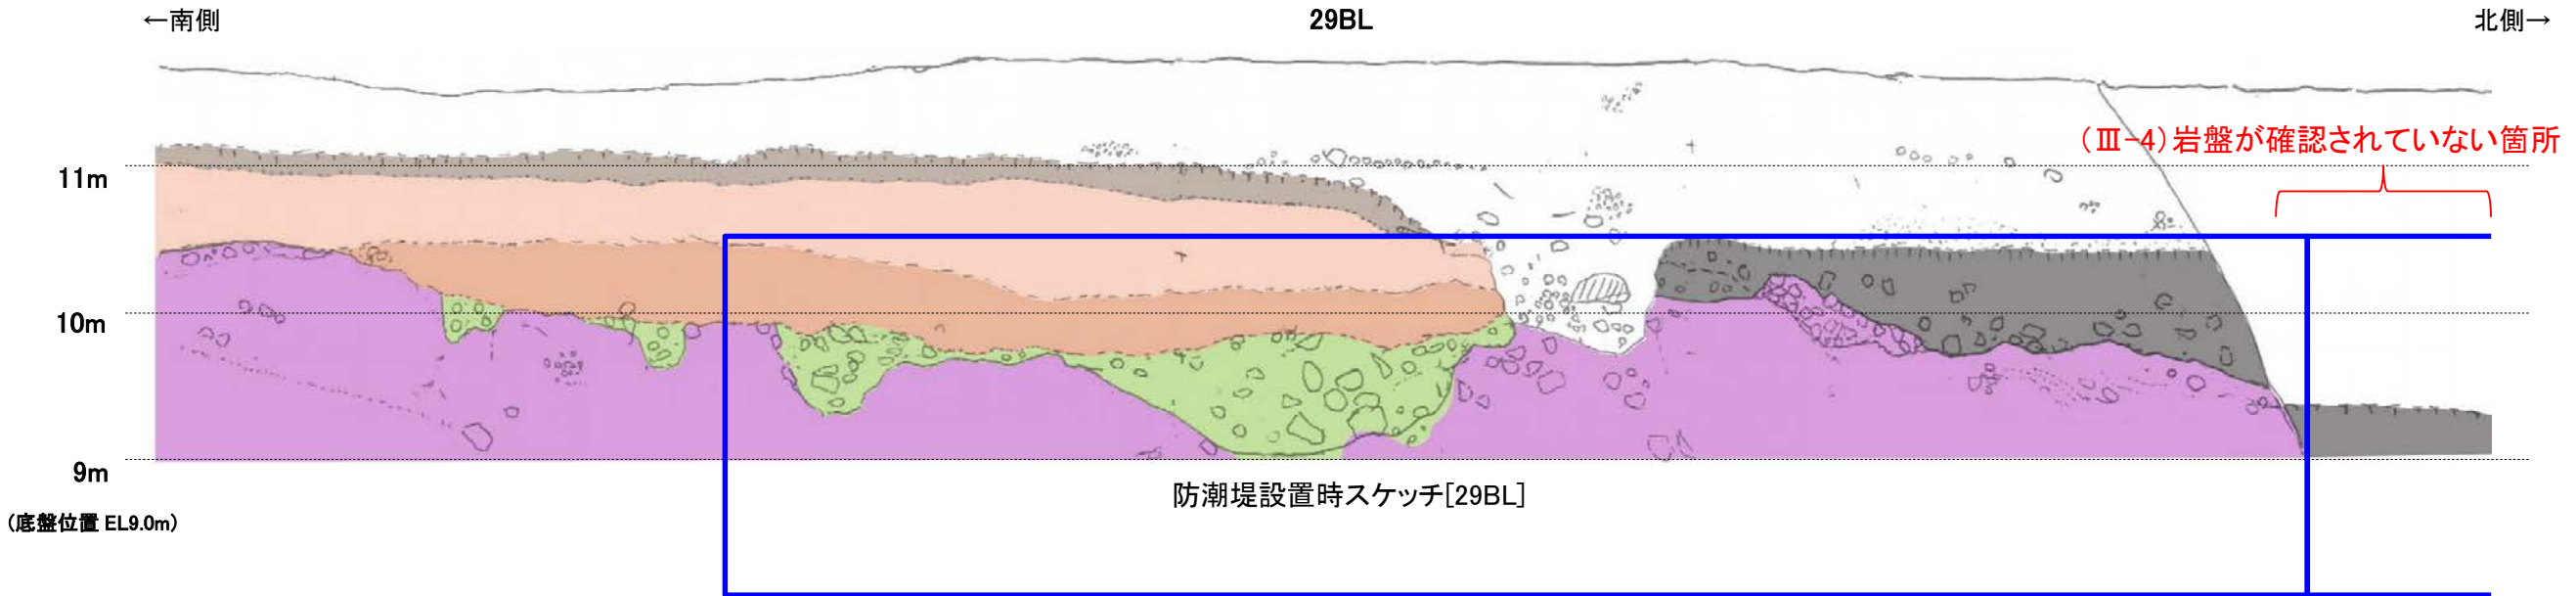 ←南側
29BL
北側→
(Ⅲ-4)岩盤が確認されていない箇所
11m
10m
9m
(底盤位置 EL9.0m)
防潮堤設置時スケッチ[29BL]